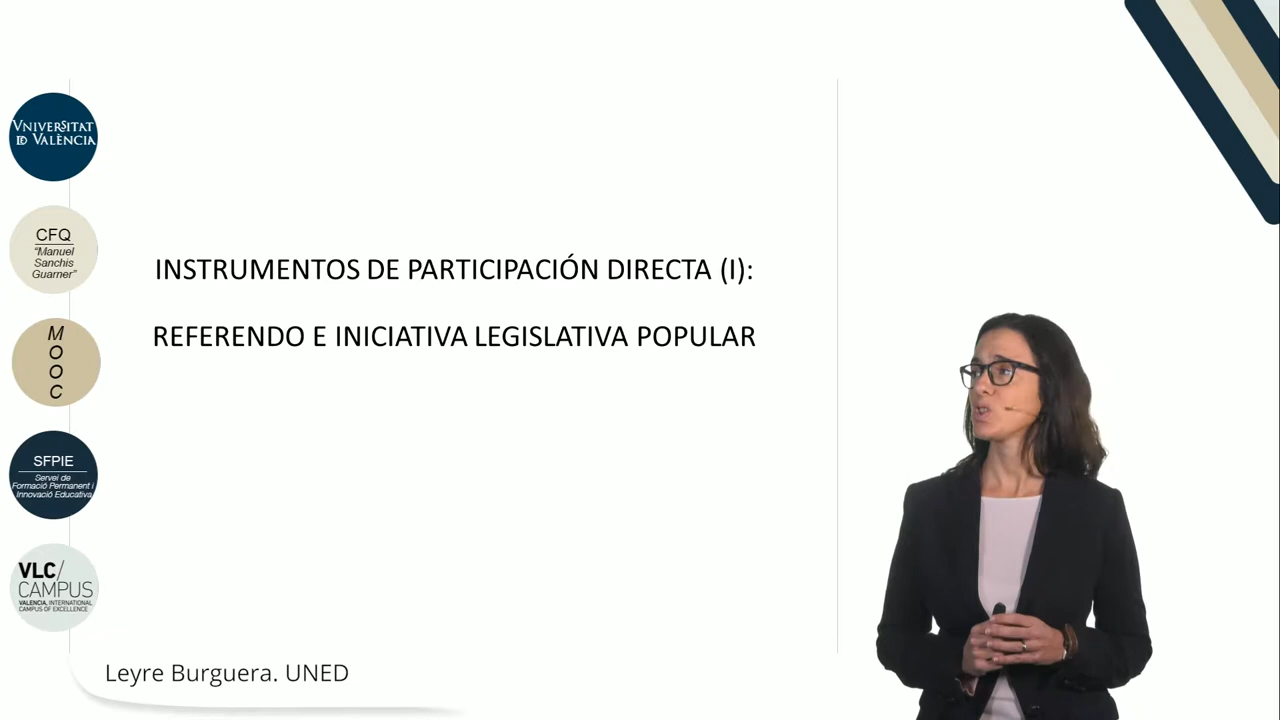 VNIVERSITAT
ID VALÈNCIA
CFQ
"Manuel
Sanchis
Guarner"
M
O
O
C
SFPIE
Servei de
Formació Permanent i
Innovació Educativa
VLC/
CAMPUS
VALENCIA, INTERNATIONAL
CAMPUS OF EXCELLENCE
INSTRUMENTOS DE PARTICIPACIÓN DIRECTA (I):
REFERENDO E INICIATIVA LEGISLATIVA POPULAR
Leyre Burguera. UNED